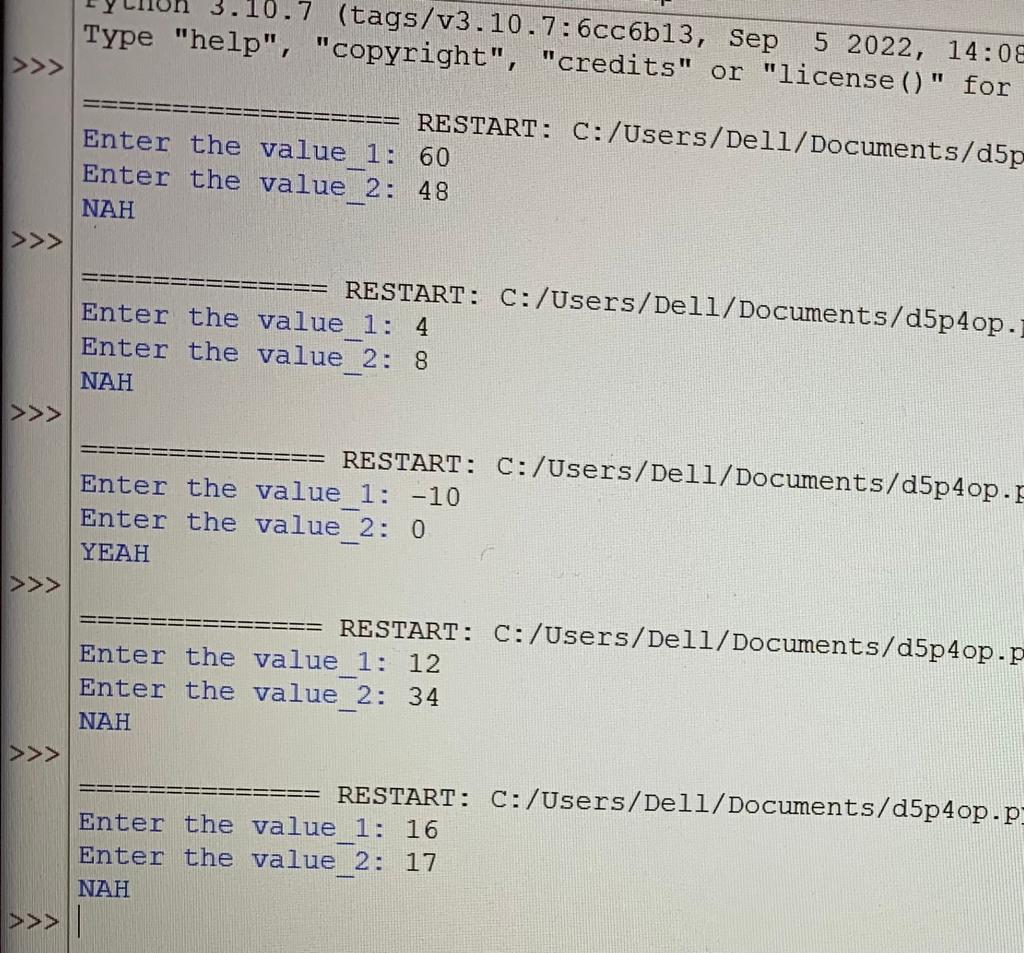 Python 3.10.7 (tags/v3.10.7:6cc6b13, Sep  5 2022, 14:08
Type "help", "copyright", "credits" or "license()" for
>>>
================= RESTART: C:/Users/Dell/Documents/d5p
Enter the value_1: 60
Enter the value_2: 48
NAH
>>>
============== RESTART: C:/Users/Dell/Documents/d5p4op.p
Enter the value_1: 4
Enter the value_2: 8
NAH
>>>
============== RESTART: C:/Users/Dell/Documents/d5p4op.p
Enter the value_1: -10
Enter the value_2: 0
YEAH
>>>
============== RESTART: C:/Users/Dell/Documents/d5p4op.p
Enter the value_1: 12
Enter the value_2: 34
NAH
>>>
============== RESTART: C:/Users/Dell/Documents/d5p4op.py
Enter the value_1: 16
Enter the value_2: 17
NAH
>>>